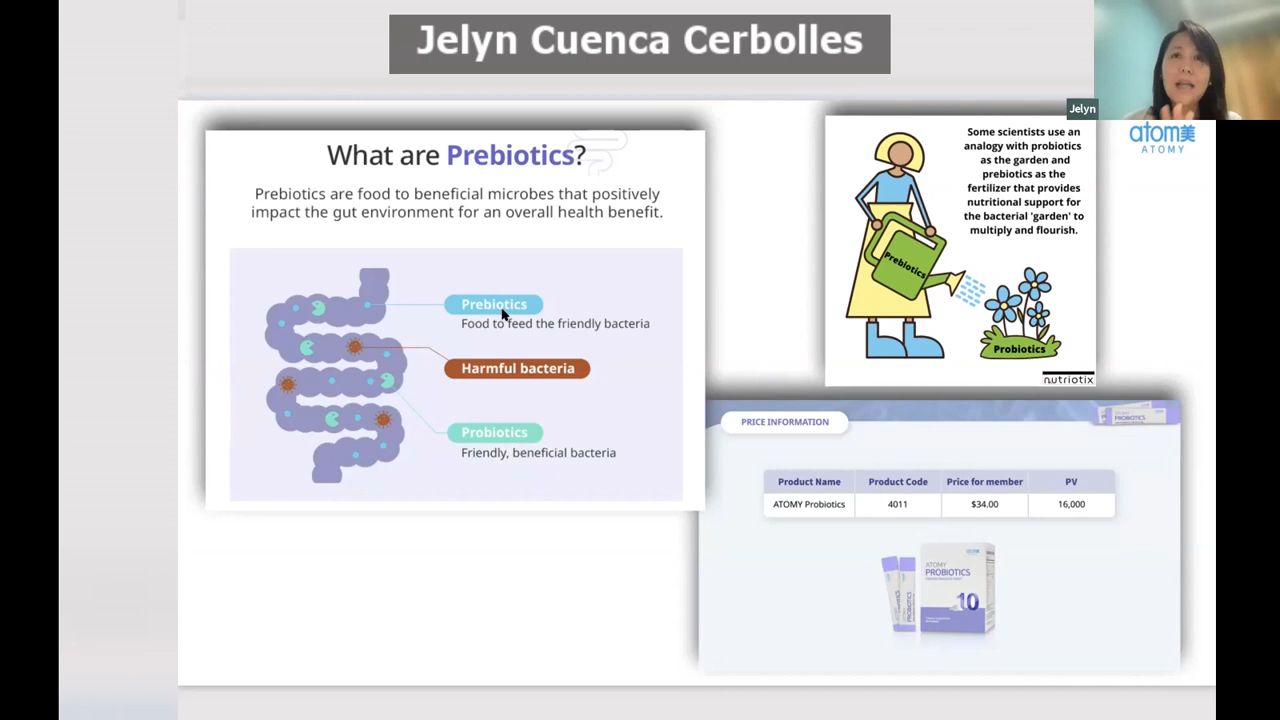 Jelyn Cuenca Cerbolles
Jelyn
atom美
ATOMY
What are Prebiotics?
Prebiotics are food to beneficial microbes that positively
impact the gut environment for an overall health benefit.
Prebiotics
Food to feed the friendly bacteria
Harmful bacteria
Probiotics
Friendly, beneficial bacteria
Some scientists use an
analogy with probiotics
as the garden and
prebiotics as the
fertilizer that provides
nutritional support for
the bacterial 'garden' to
multiply and flourish.
Prebiotics
Probiotics
nutriotix
PRICE INFORMATION
PROBIOTICS
Product Name Product Code Price for member PV
ATOMY Probiotics 4011 $34.00 16,000
PROBIOTICS
PROBIOTICS
ATOMY
PROBIOTICS
10